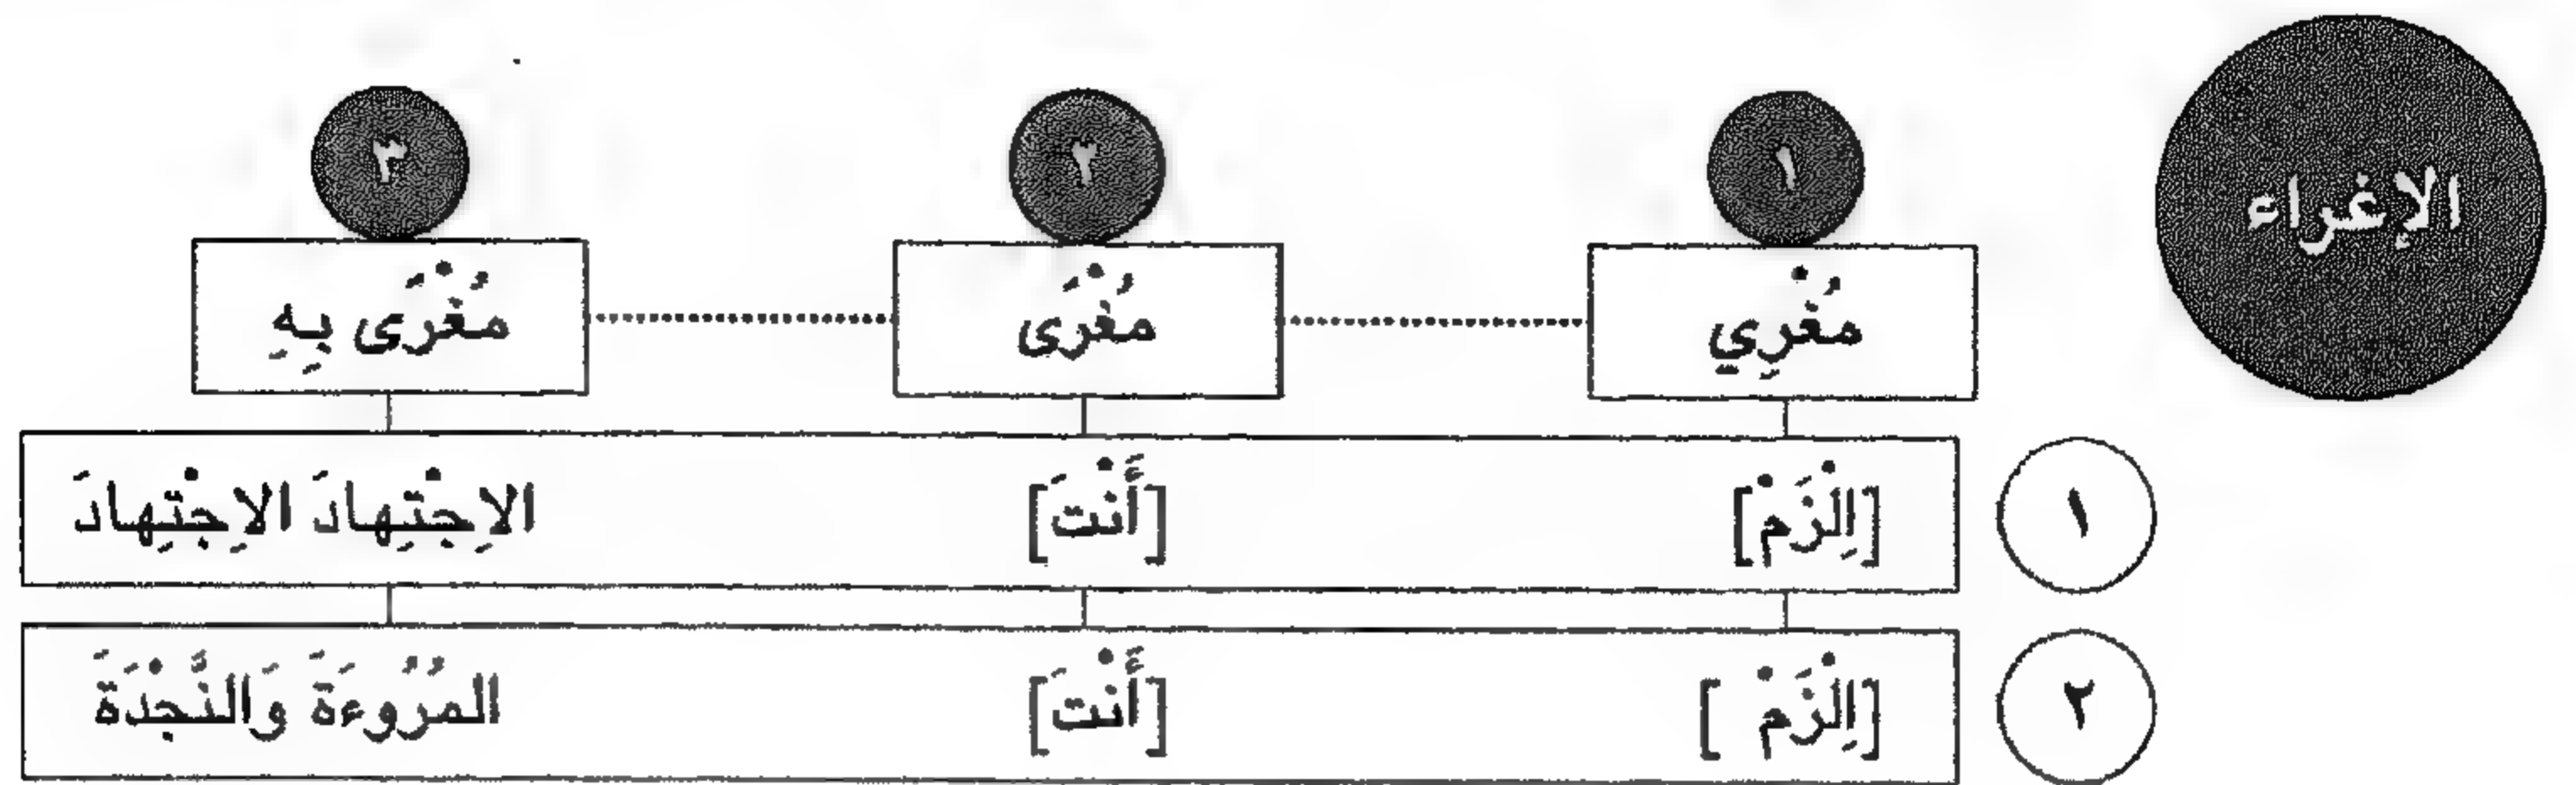 الإغراء
١ ٢ ٣
مُغْرِي مُغْرَى مُغْرَى بِهِ
١ [اِلْزَمْ] [أَنْتَ] الاِجْتِهادَ الاِجْتِهادَ
٢ [اِلْزَمْ ] [أَنْتَ] المُرُوءَةَ وَالنَّجْدَةَ